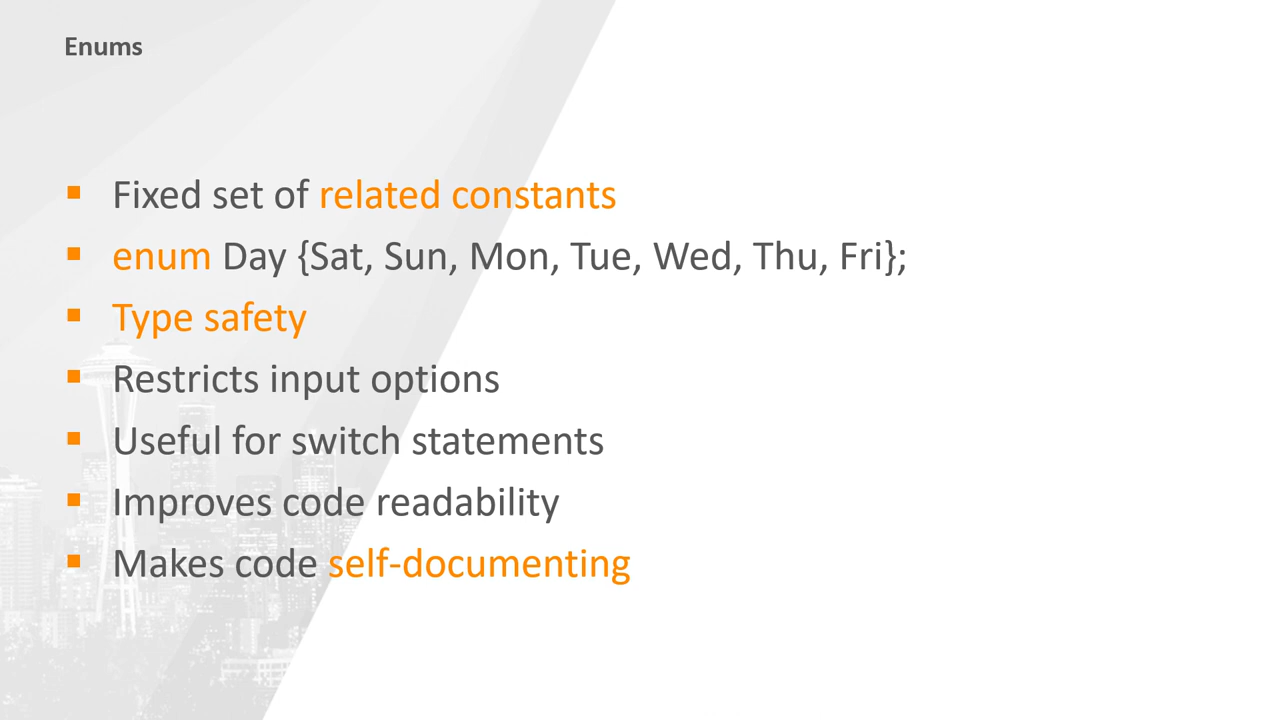 Enums
Fixed set of related constants
enum Day {Sat, Sun, Mon, Tue, Wed, Thu, Fri};
Type safety
Restricts input options
Useful for switch statements
Improves code readability
Makes code self-documenting